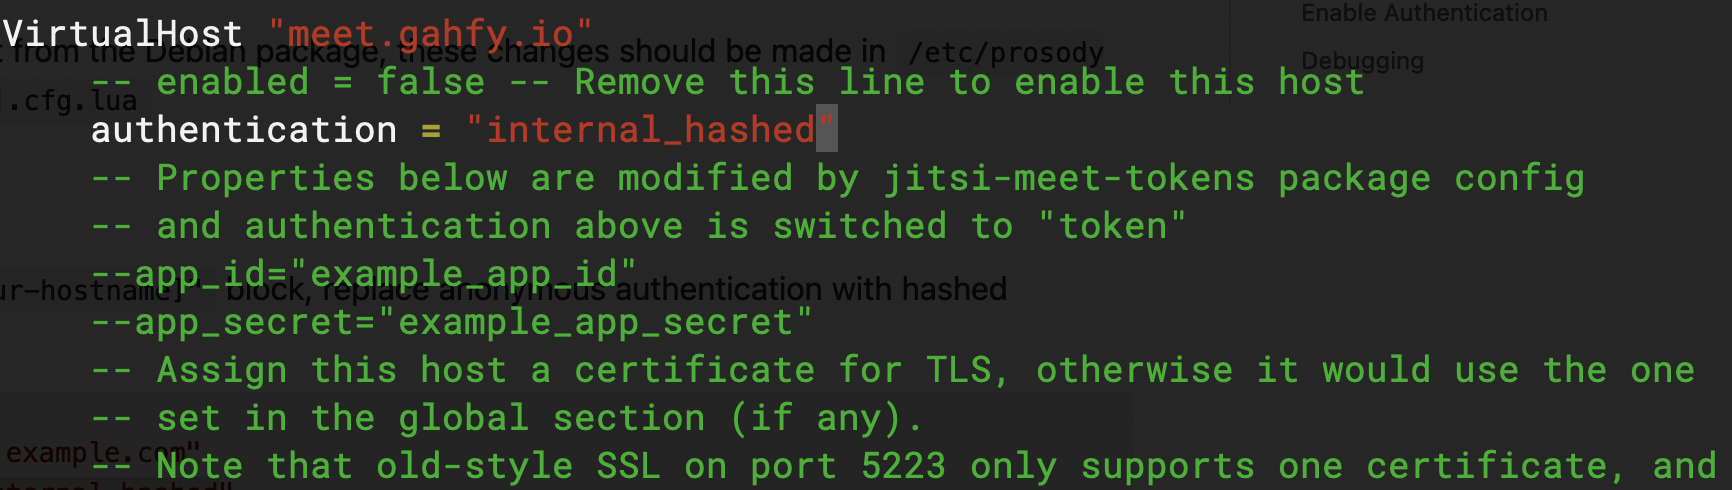 VirtualHost "meet.gahfy.io"
Enable Authentication
from the Debian package, these changes should be made in /etc/prosody
Debugging
-- enabled = false -- Remove this line to enable this host
.cfg.lua
authentication = "internal_hashed"
-- Properties below are modified by jitsi-meet-tokens package config
-- and authentication above is switched to "token"
--app_id="example_app_id"
ur-hostname]" block, replace anonymous authentication with hashed
--app_secret="example_app_secret"
-- Assign this host a certificate for TLS, otherwise it would use the one
-- set in the global section (if any).
example.com"
-- Note that old-style SSL on port 5223 only supports one certificate, and